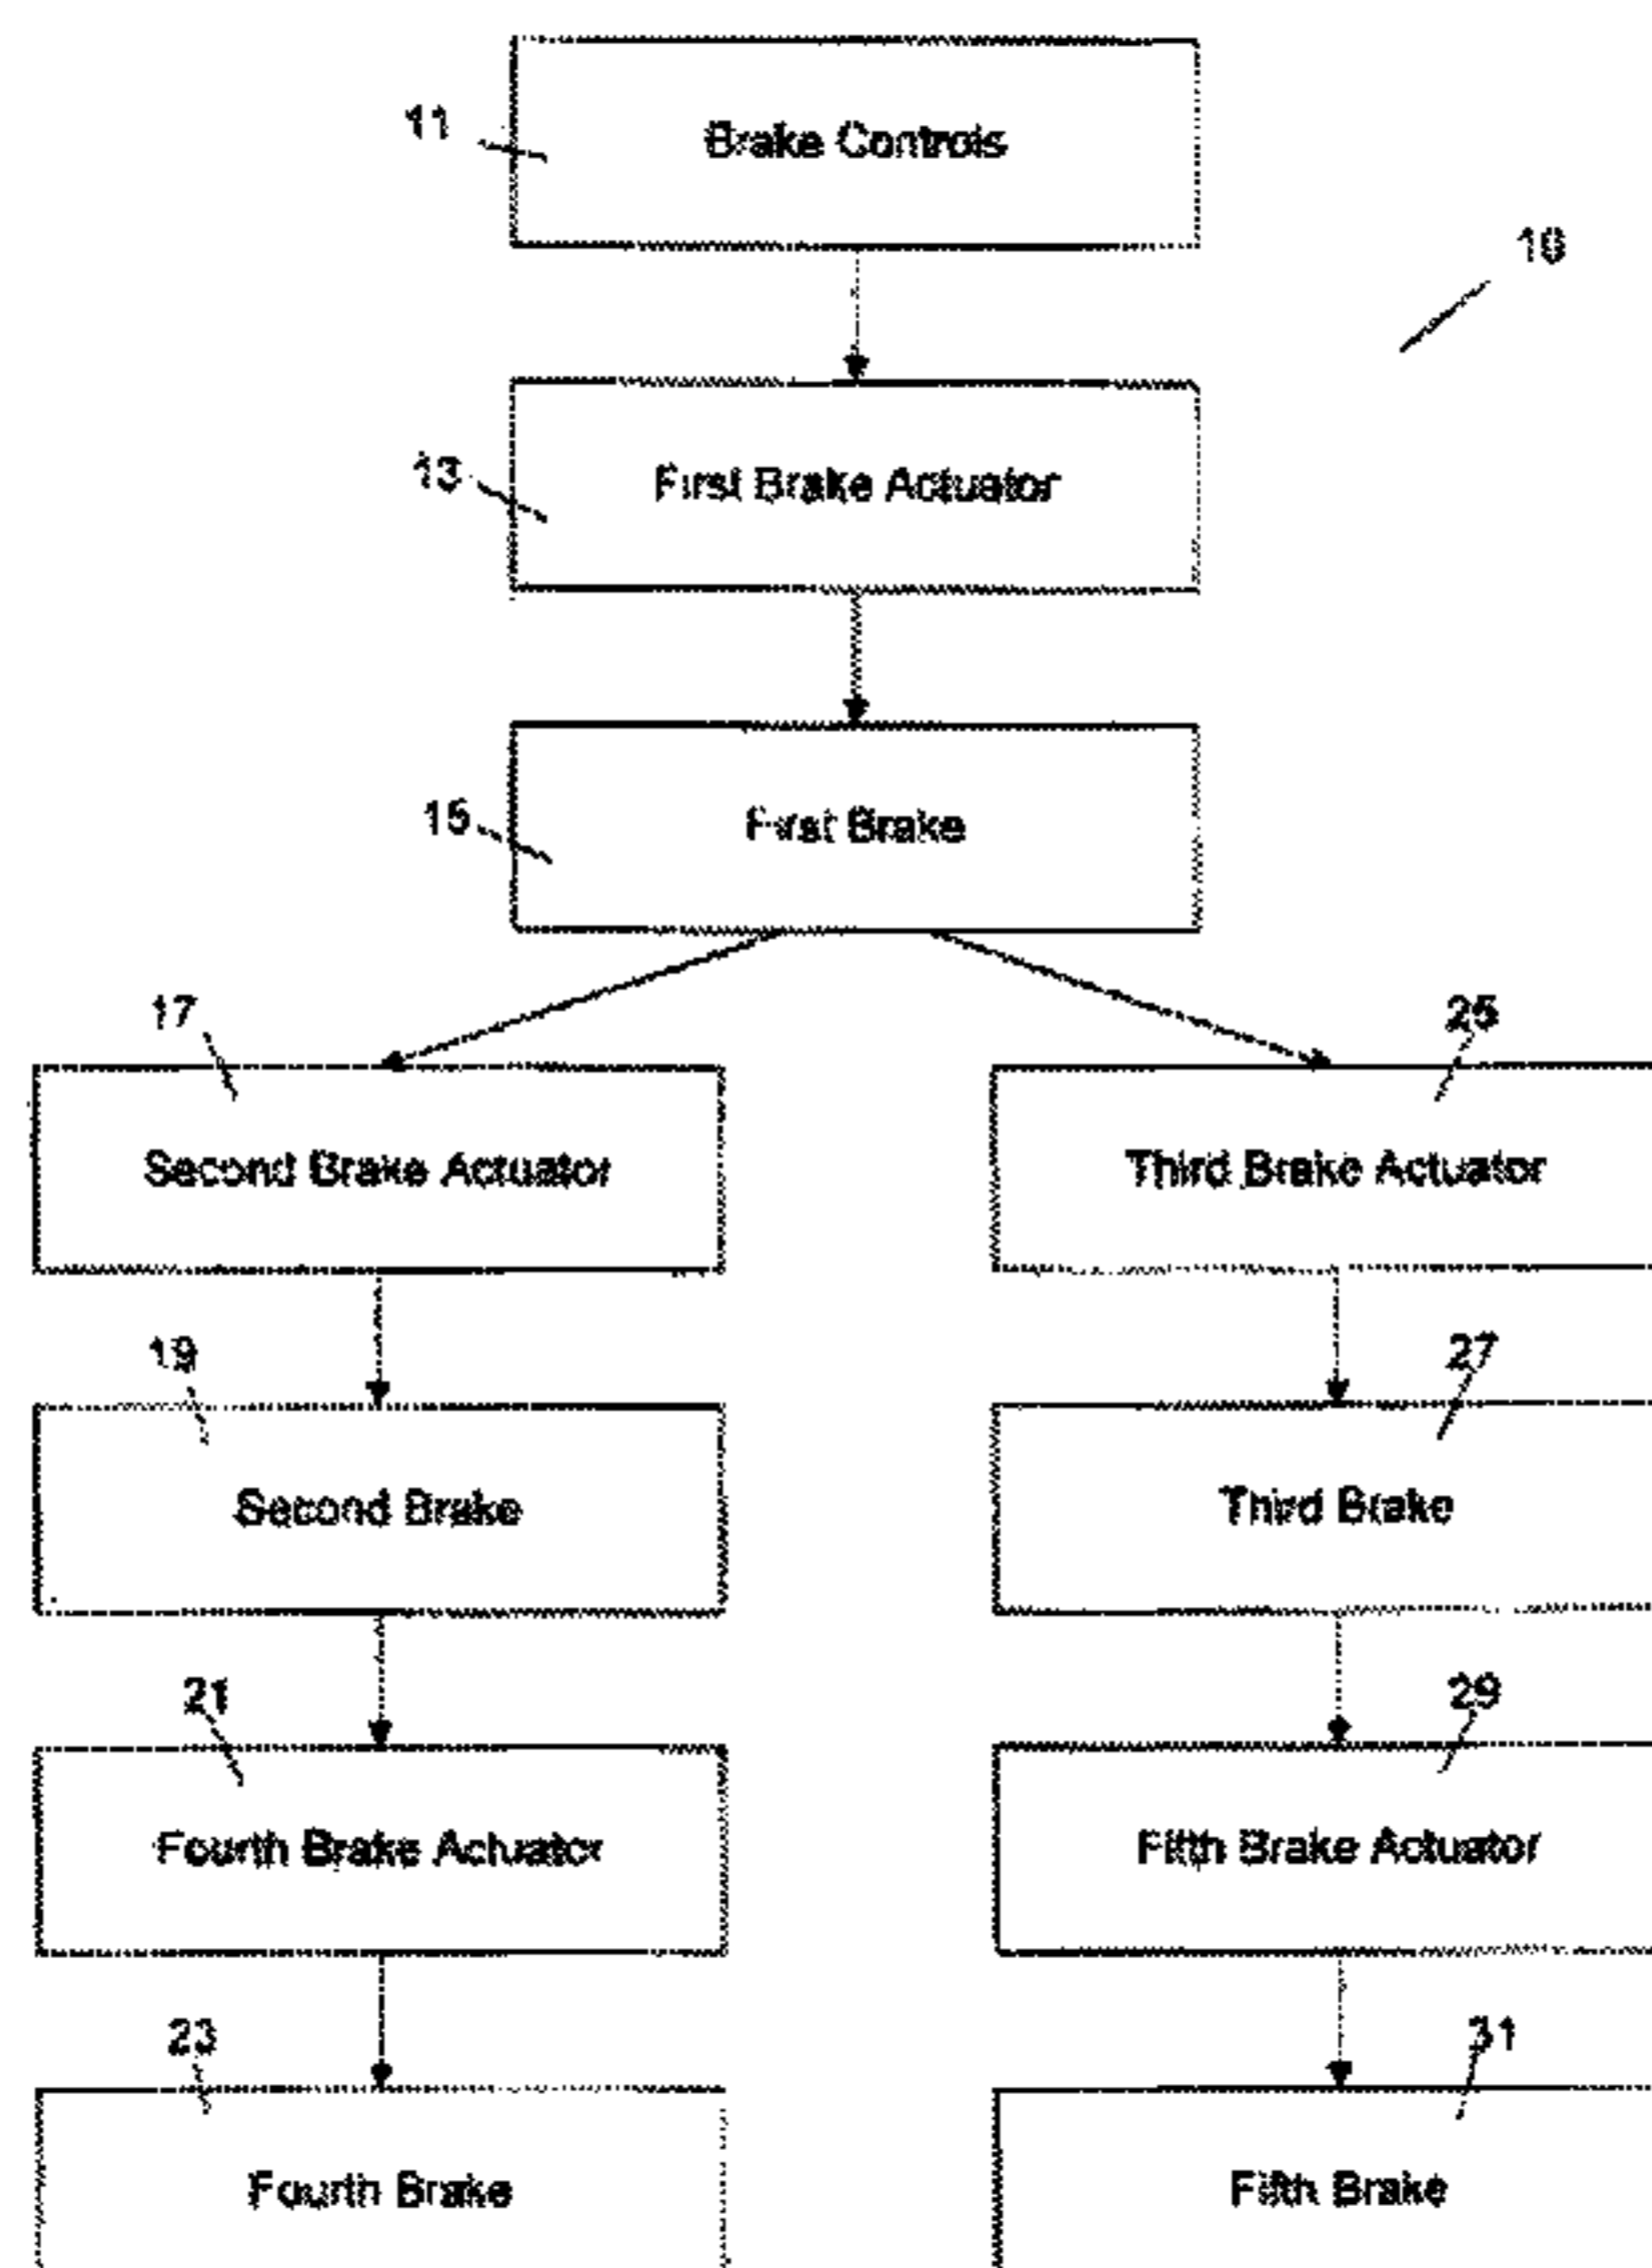 11
Brake Controls
10
13
First Brake Actuator
15
First Brake
17
25
Second Brake Actuator
Third Brake Actuator
19
27
Second Brake
Third Brake
21
29
Fourth Brake Actuator
Fifth Brake Actuator
23
31
Fourth Brake
Fifth Brake